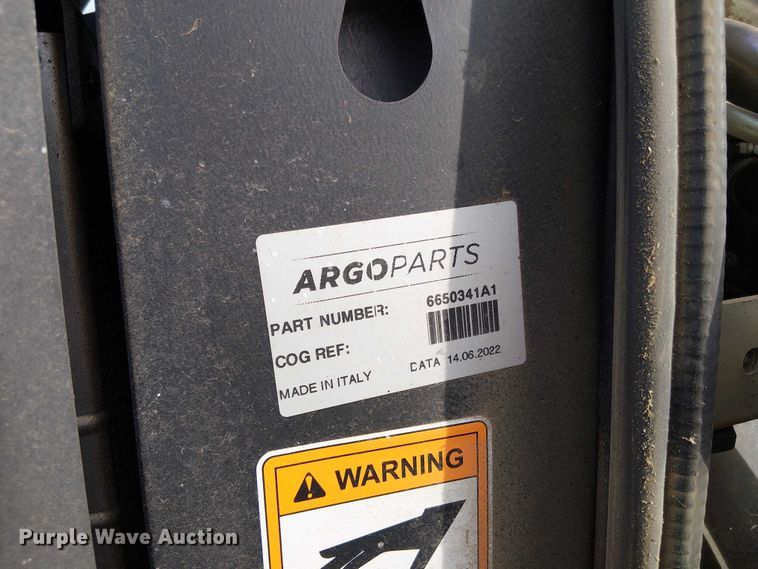 ARGOPARTS
PART NUMBER: 6650341A1
COG REF:
MADE IN ITALY DATA 14.06.2022
WARNING
Purple Wave Auction®